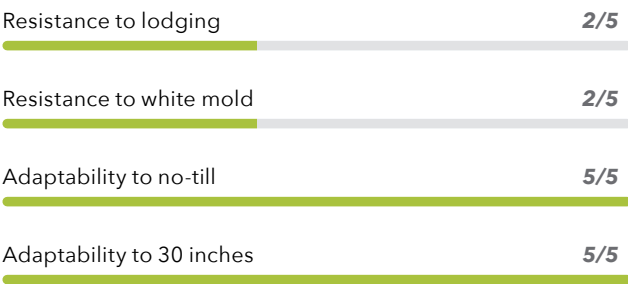 Resistance to lodging 2/5
Resistance to white mold 2/5
Adaptability to no-till 5/5
Adaptability to 30 inches 5/5